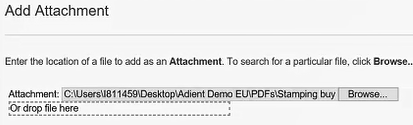 Add Attachment
Enter the location of a file to add as an Attachment. To search for a particular file, click Browse..
Attachment: C:\Users\I811459\Desktop\Adient Demo EU\PDFs\Stamping buy Browse...
Or drop file here